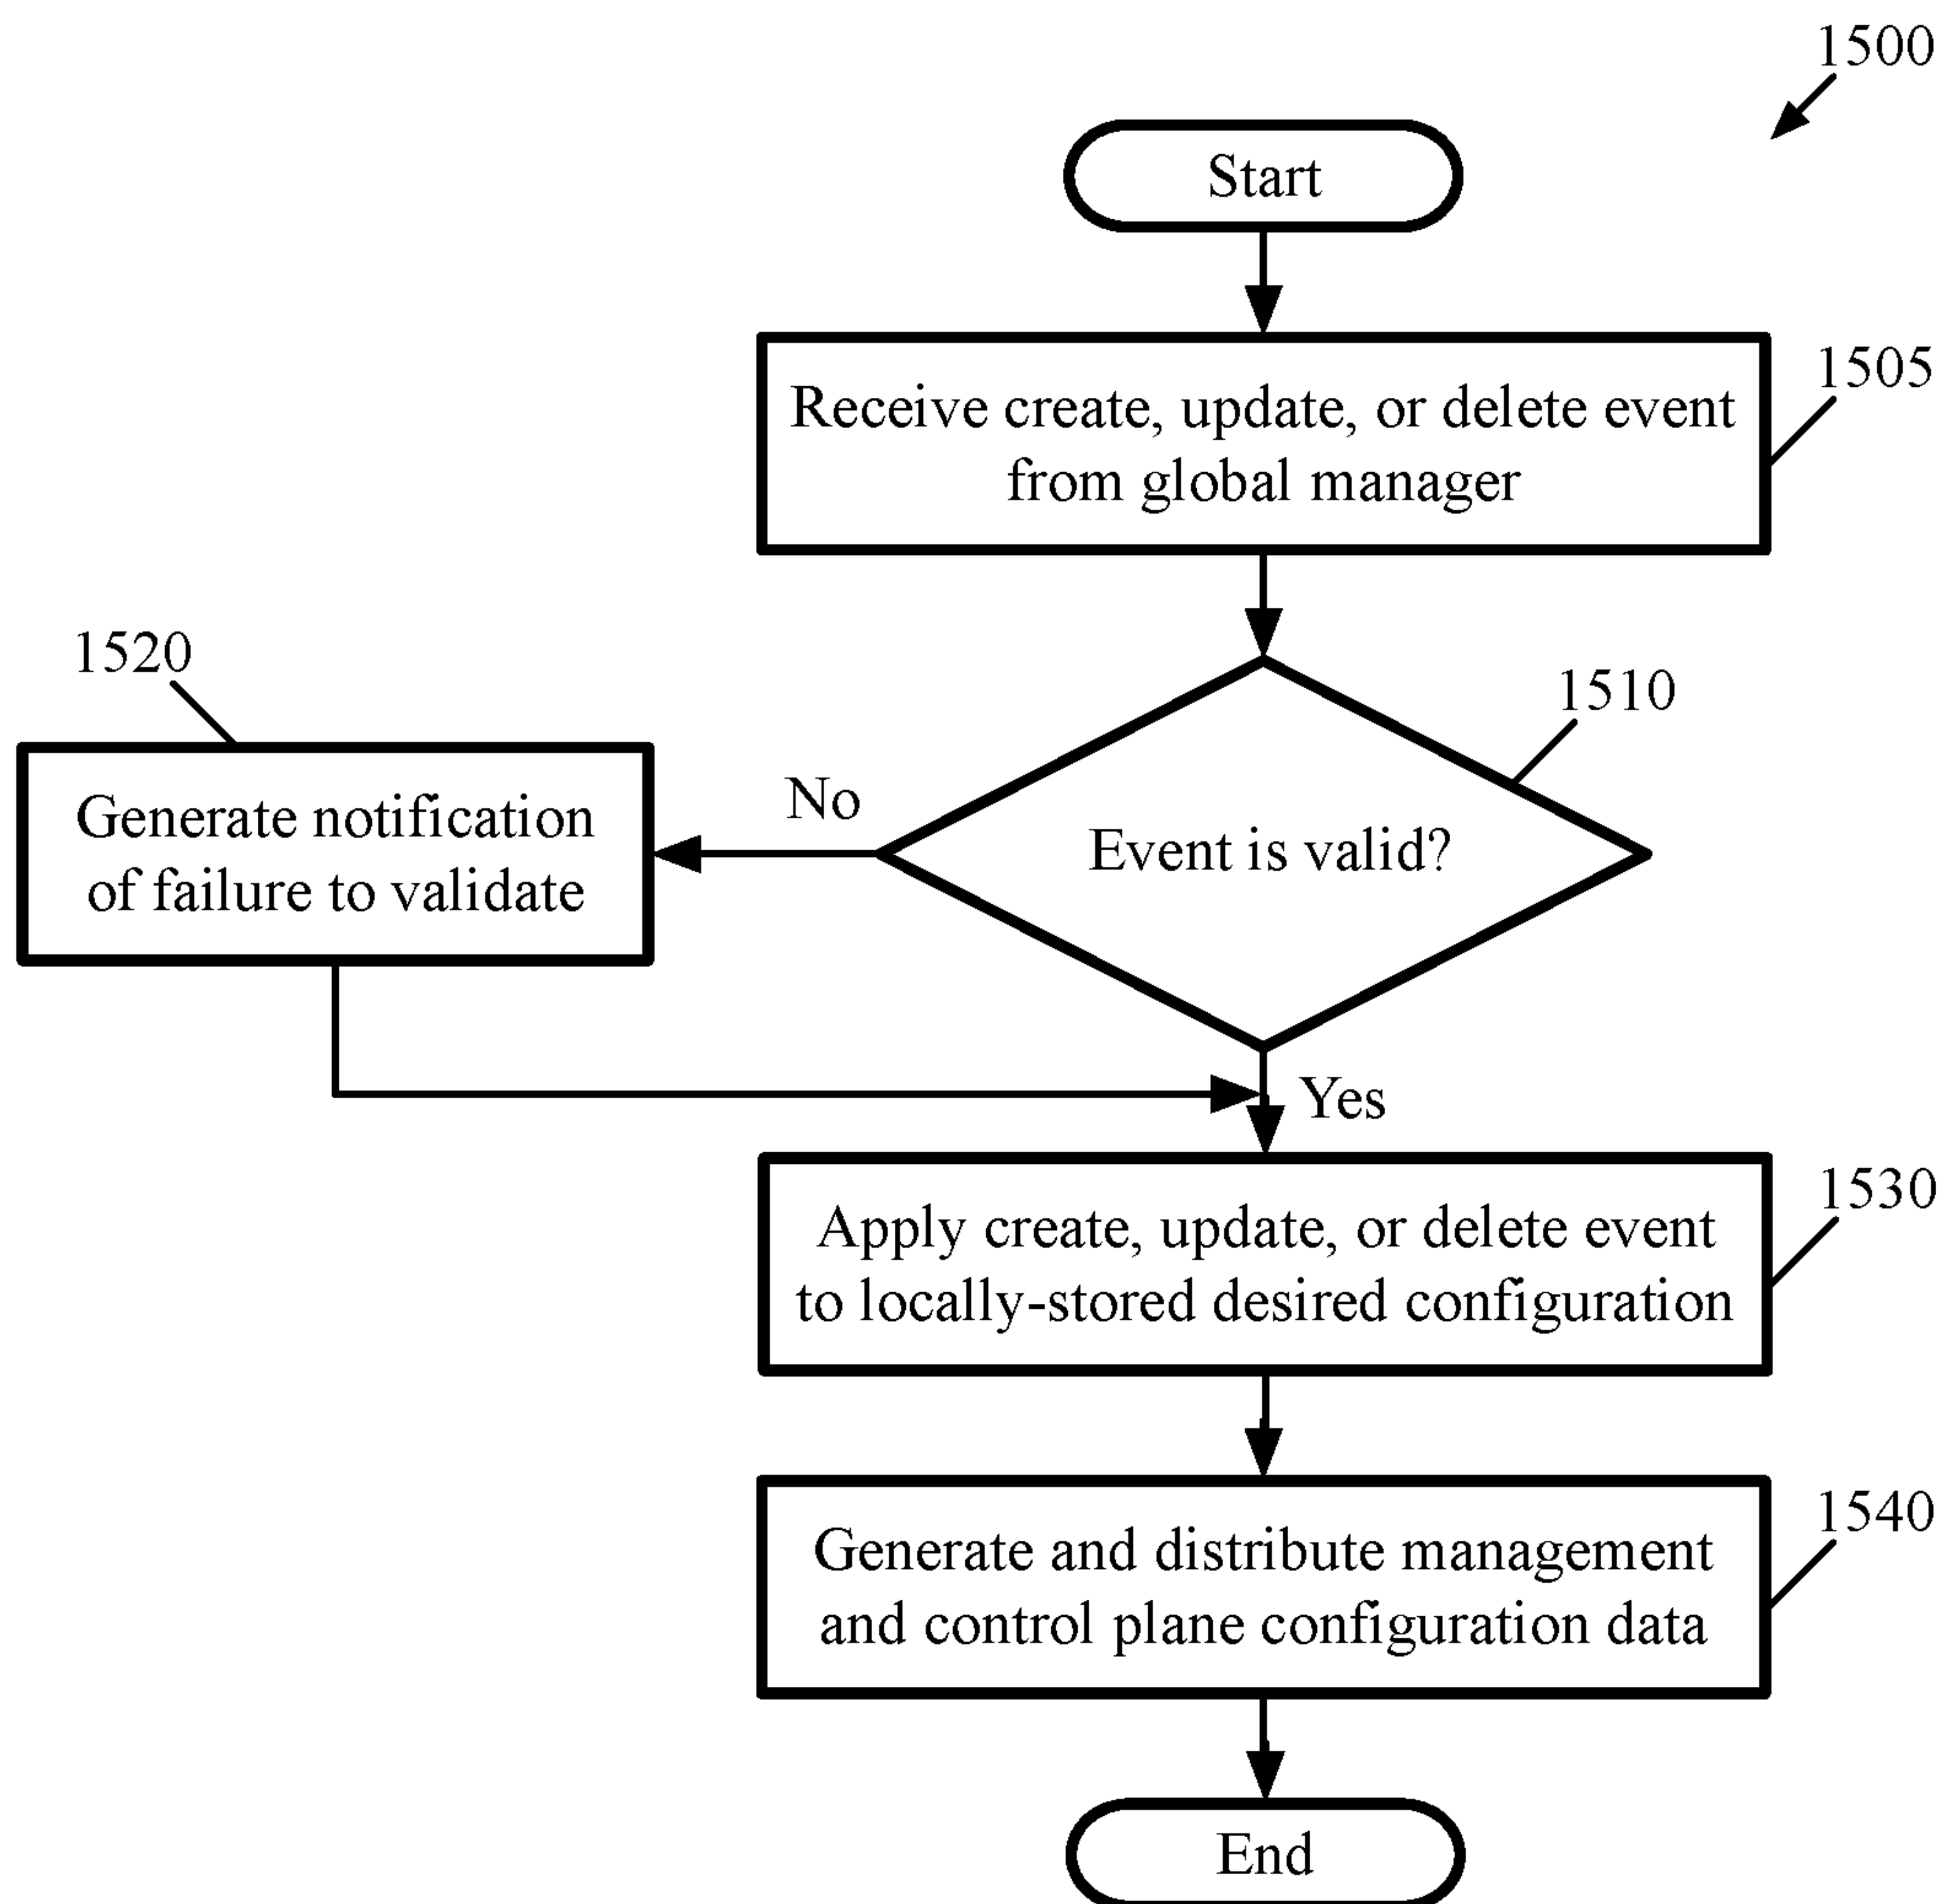 1500
Start
1505
Receive create, update, or delete event
from global manager
1520
1510
No
Event is valid?
Generate notification
of failure to validate
Yes
1530
Apply create, update, or delete event
to locally-stored desired configuration
1540
Generate and distribute management
and control plane configuration data
End